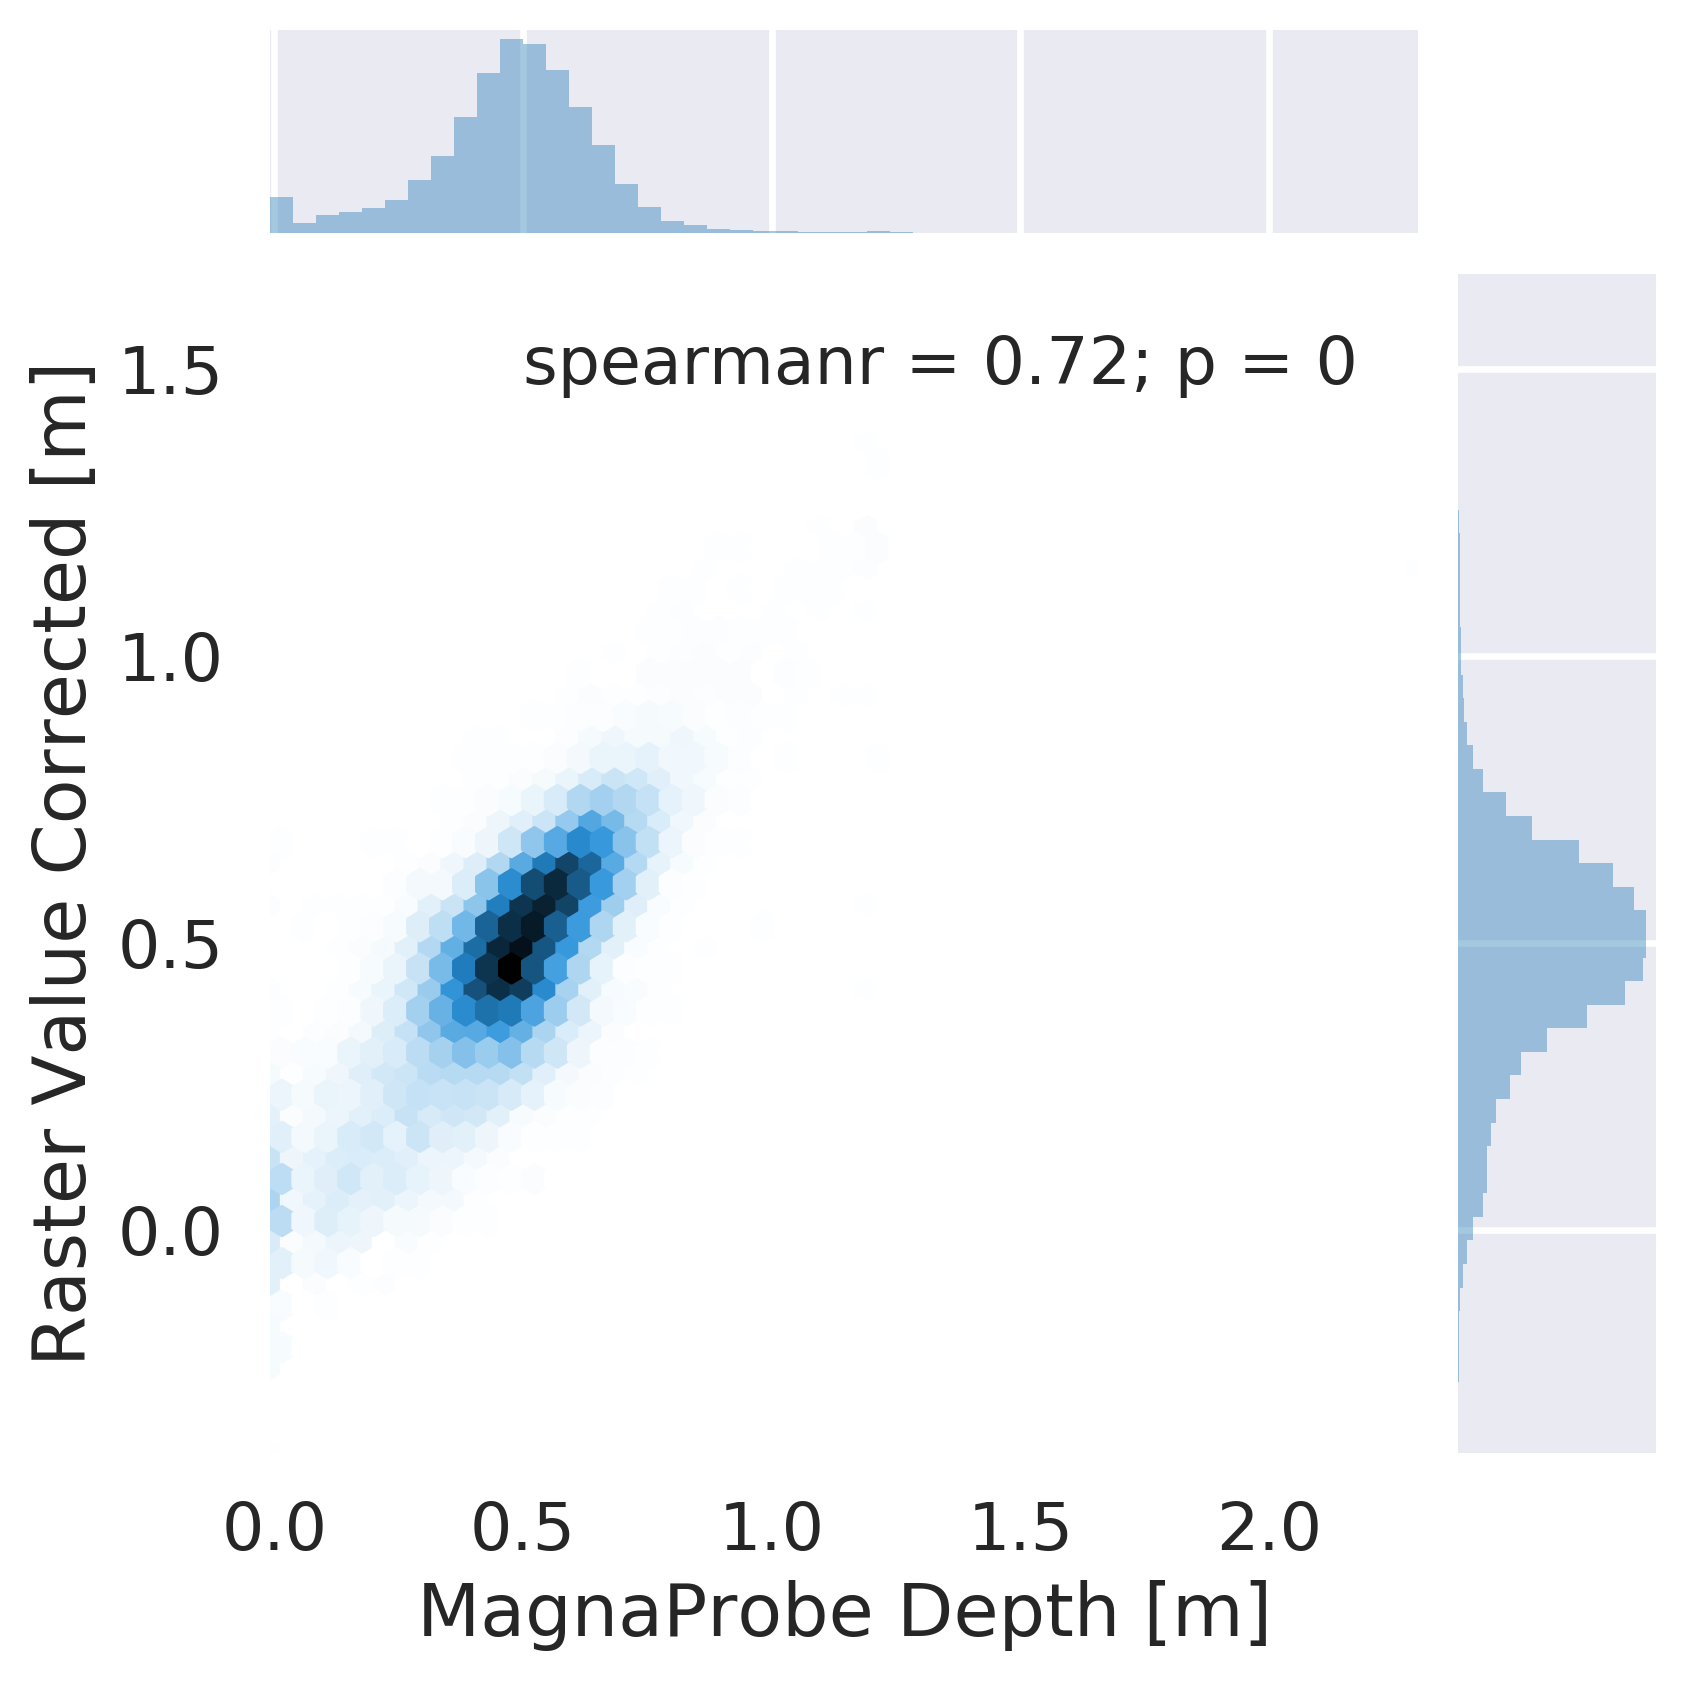 spearmanr = 0.72; p = 0
Raster Value Corrected [m]
1.5
1.0
0.5
0.0
0.0 0.5 1.0 1.5 2.0
MagnaProbe Depth [m]